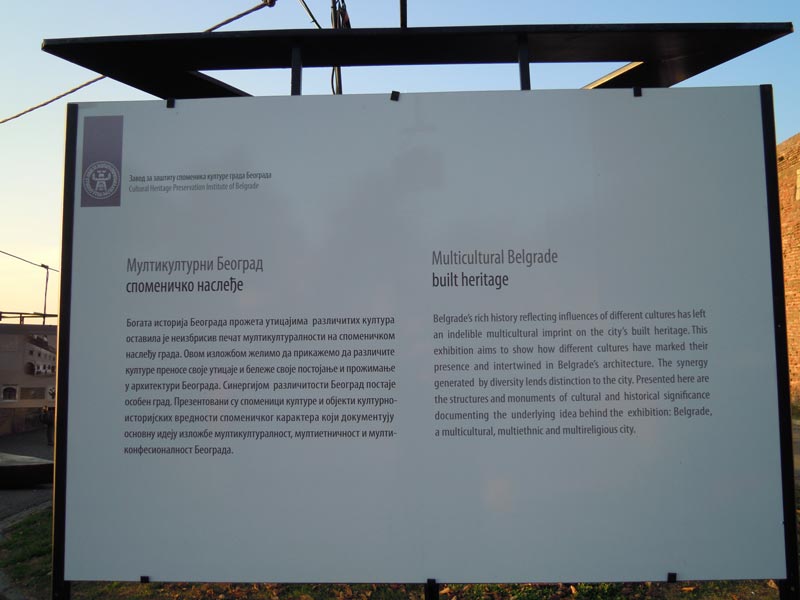 Завод за заштиту споменика културе града Београда
Cultural Heritage Preservation Institute of Belgrade
Мултикултурни Београд
споменичко наслеђе
Богата историја Београда прожета утицајима различитих култура
оставила је неизбрисив печат мултикултуралности на споменичком
наслеђу града. Овом изложбом желимо да прикажемо да различите
културе преносе своје утицаје и бележе своје постојање и прожимање
у архитектури Београда. Синергијом различитости Београд постаје
особен град. Презентовани су споменици културе и објекти културно-
историјских вредности споменичког карактера који документују
основну идеју изложбе мултикултуралност, мултиетничност и мулти-
конфесионалност Београда.
Multicultural Belgrade
built heritage
Belgrade's rich history reflecting influences of different cultures has left
an indelible multicultural imprint on the city's built heritage. This
exhibition aims to show how different cultures have marked their
presence and intertwined in Belgrade's architecture. The synergy
generated by diversity lends distinction to the city. Presented here are
the structures and monuments of cultural and historical significance
documenting the underlying idea behind the exhibition: Belgrade,
a multicultural, multiethnic and multireligious city.